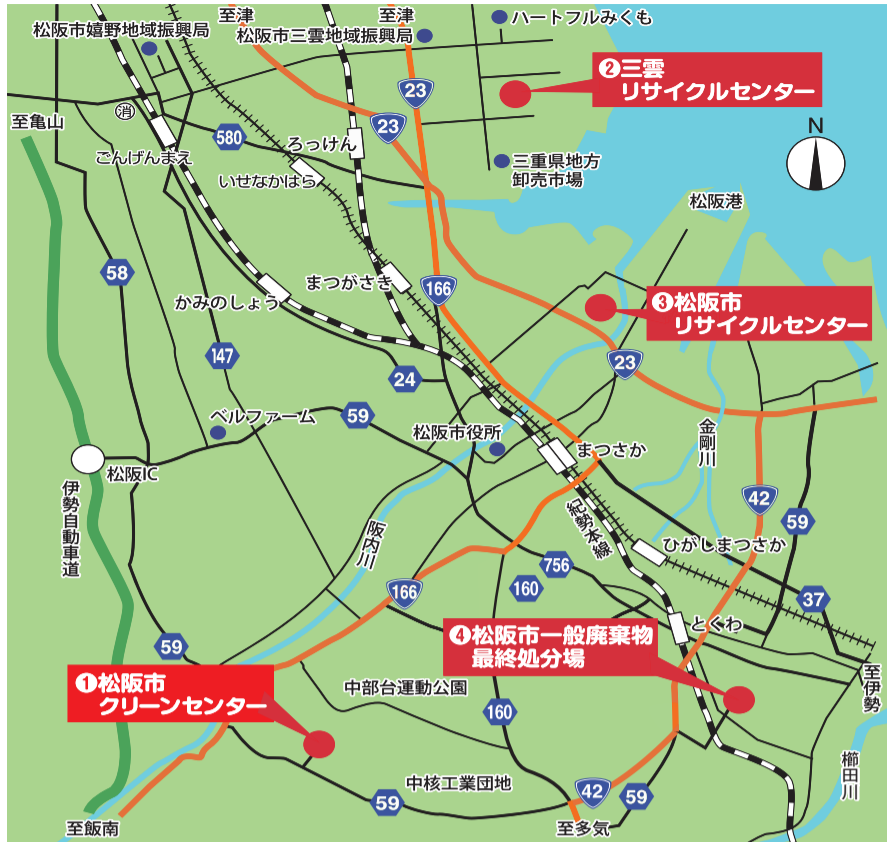 至津
至津
ハートフルみくも
松阪市嬉野地域振興局
松阪市三雲地域振興局
❷三雲
リサイクルセンター
23
23
消
至亀山
580
ろっけん
N
ごんげんまえ
いせなかはら
三重県地方
卸売市場
松阪港
58
まつがさき
166
かみのしょう
❸松阪市
リサイクルセンター
147
23
24
ベルファーム
59
松阪市役所
金剛川
まつさか
松阪IC
伊勢自動車道
42
紀勢本線
59
阪内川
ひがしまつさか
756
160
166
37
とくわ
❹松阪市一般廃棄物
最終処分場
59
❶松阪市
クリーンセンター
中部台運動公園
至伊勢
160
櫛田川
中核工業団地
42
59
59
至飯南
至多気